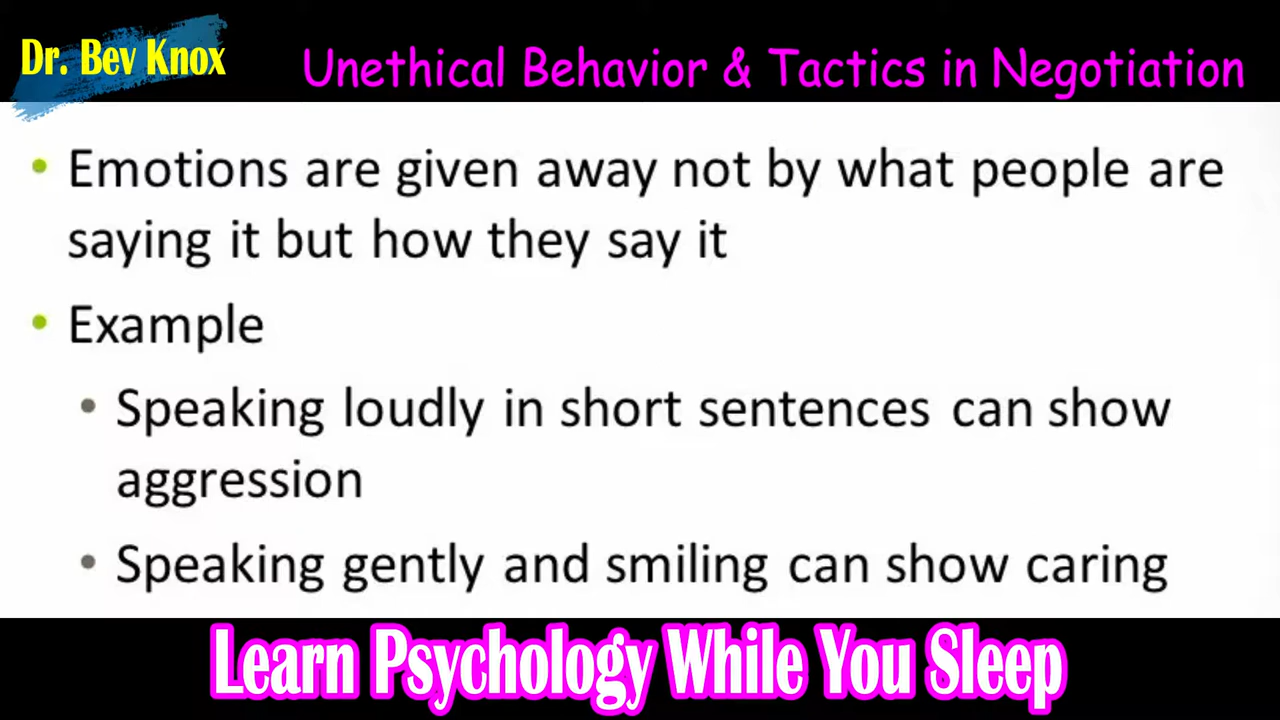 Dr. Bev Knox
Unethical Behavior & Tactics in Negotiation
• Emotions are given away not by what people are
saying it but how they say it
• Example
• Speaking loudly in short sentences can show
aggression
• Speaking gently and smiling can show caring
Learn Psychology While You Sleep